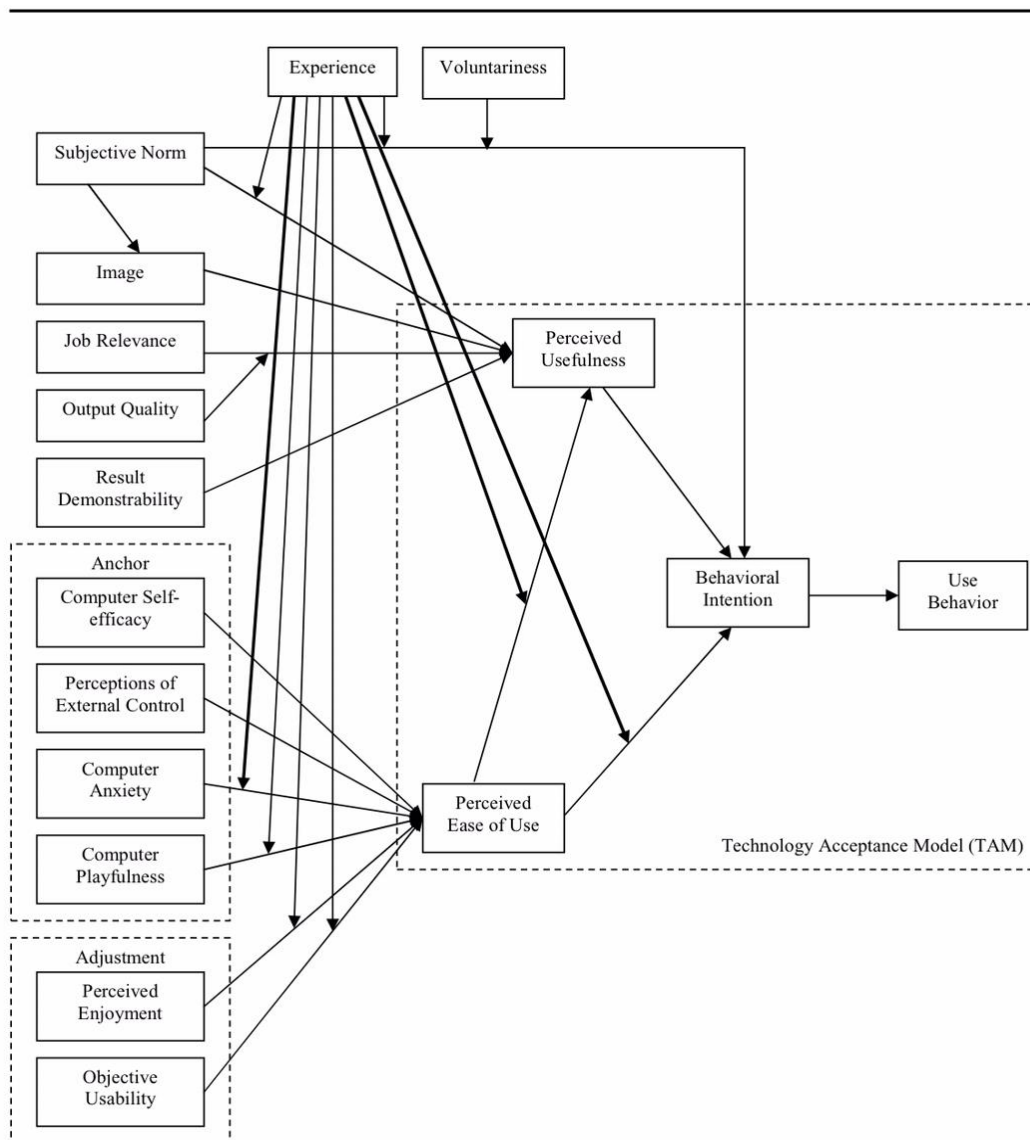 Experience
Voluntariness
Subjective Norm
Image
Job Relevance
Output Quality
Result
Demonstrability
Anchor
Computer Self-
efficacy
Perceptions of
External Control
Computer
Anxiety
Computer
Playfulness
Adjustment
Perceived
Enjoyment
Objective
Usability
Perceived
Usefulness
Behavioral
Intention
Use
Behavior
Perceived
Ease of Use
Technology Acceptance Model (TAM)